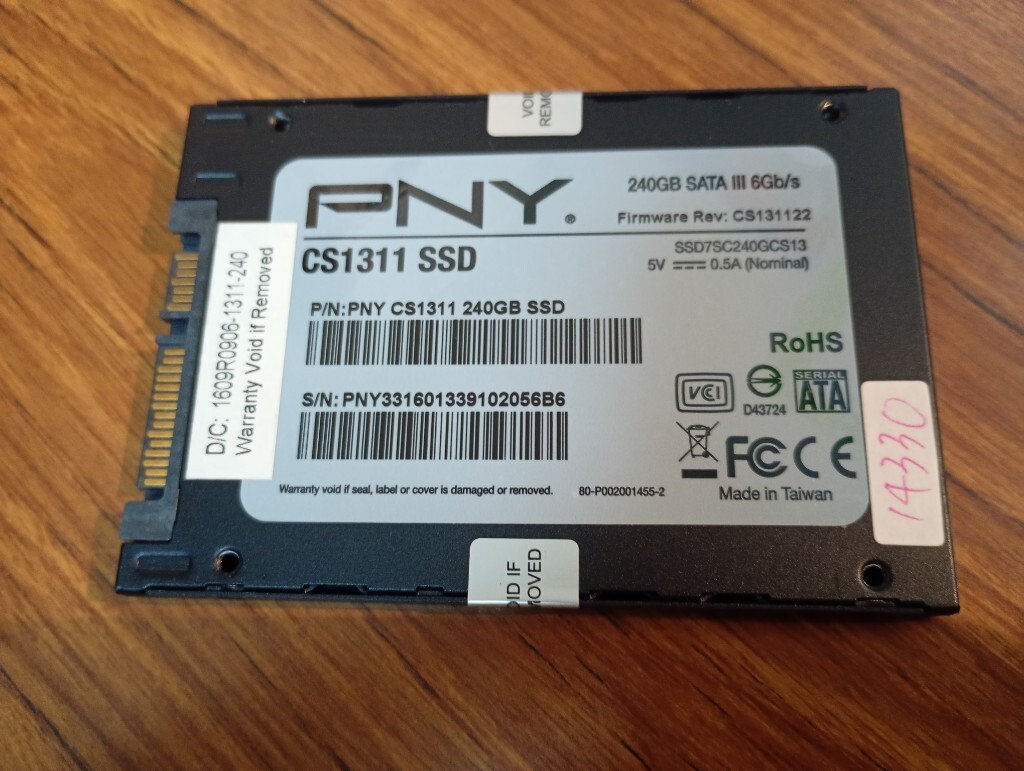 VOID
REMO
PNY®
240GB SATA III 6Gb/s
Firmware Rev: CS131122
CS1311 SSD
SSD7SC240GCS13
5V 0.5A (Nominal)
D/C: 1609R0906-1311-240
Warranty Void if Removed
P/N:PNY CS1311 240GB SSD
S/N: PNY331601339102056B6
RoHS
VCCI
D43724
SERIAL
ATA
FC CE
Made in Taiwan
Warranty void if seal, label or cover is damaged or removed. 80-P002001455-2
14330
OID IF
MOVED